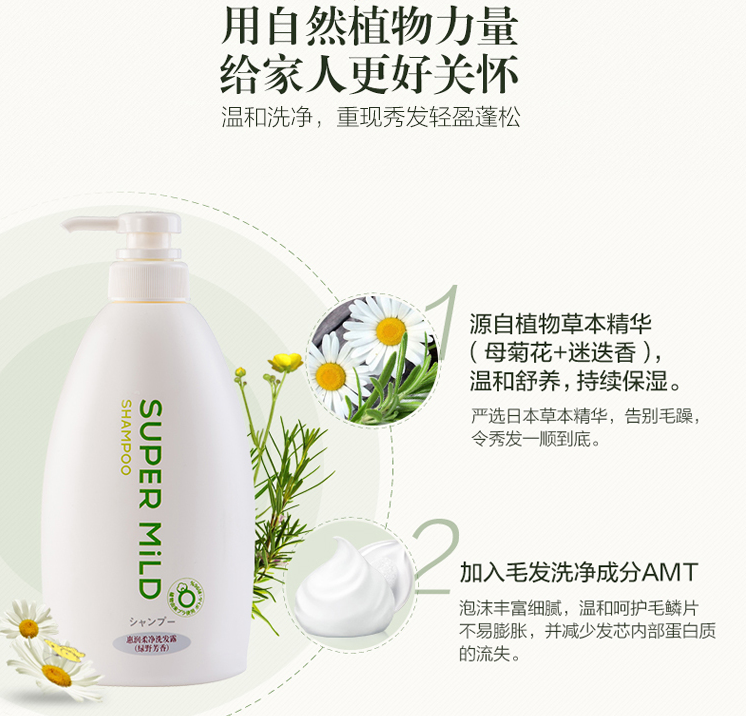 用自然植物力量
给家人更好关怀
温和洗净，重现秀发轻盈蓬松
1
源自植物草本精华
（母菊花+迷迭香），
温和舒养，持续保湿。
严选日本草本精华，告别毛躁，
令秀发一顺到底。
SUPER MiLD
SHAMPOO
シャンプー
惠润柔净洗发露
（绿野芳香）
2
加入毛发洗净成分AMT
泡沫丰富细腻，温和呵护毛鳞片
不易膨胀，并减少发芯内部蛋白质
的流失。